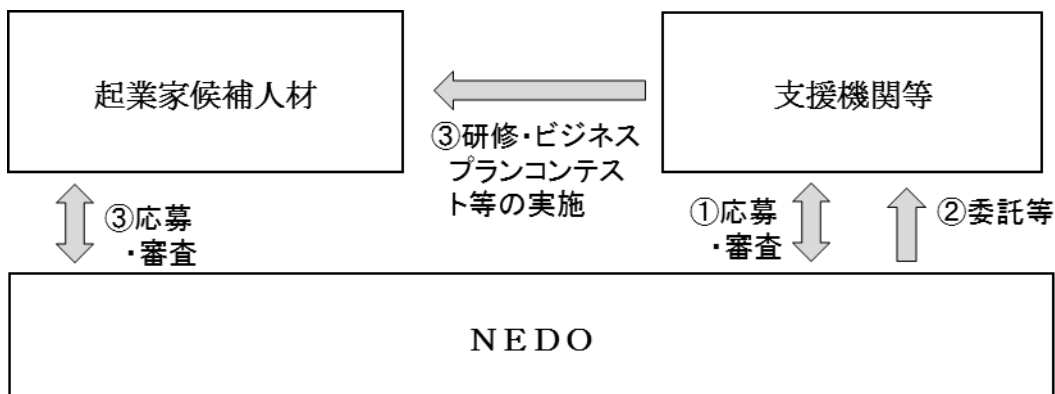 起業家候補人材
支援機関等
③研修・ビジネス
プランコンテス
ト等の実施
③応募
・審査
①応募
・審査
②委託等
NEDO